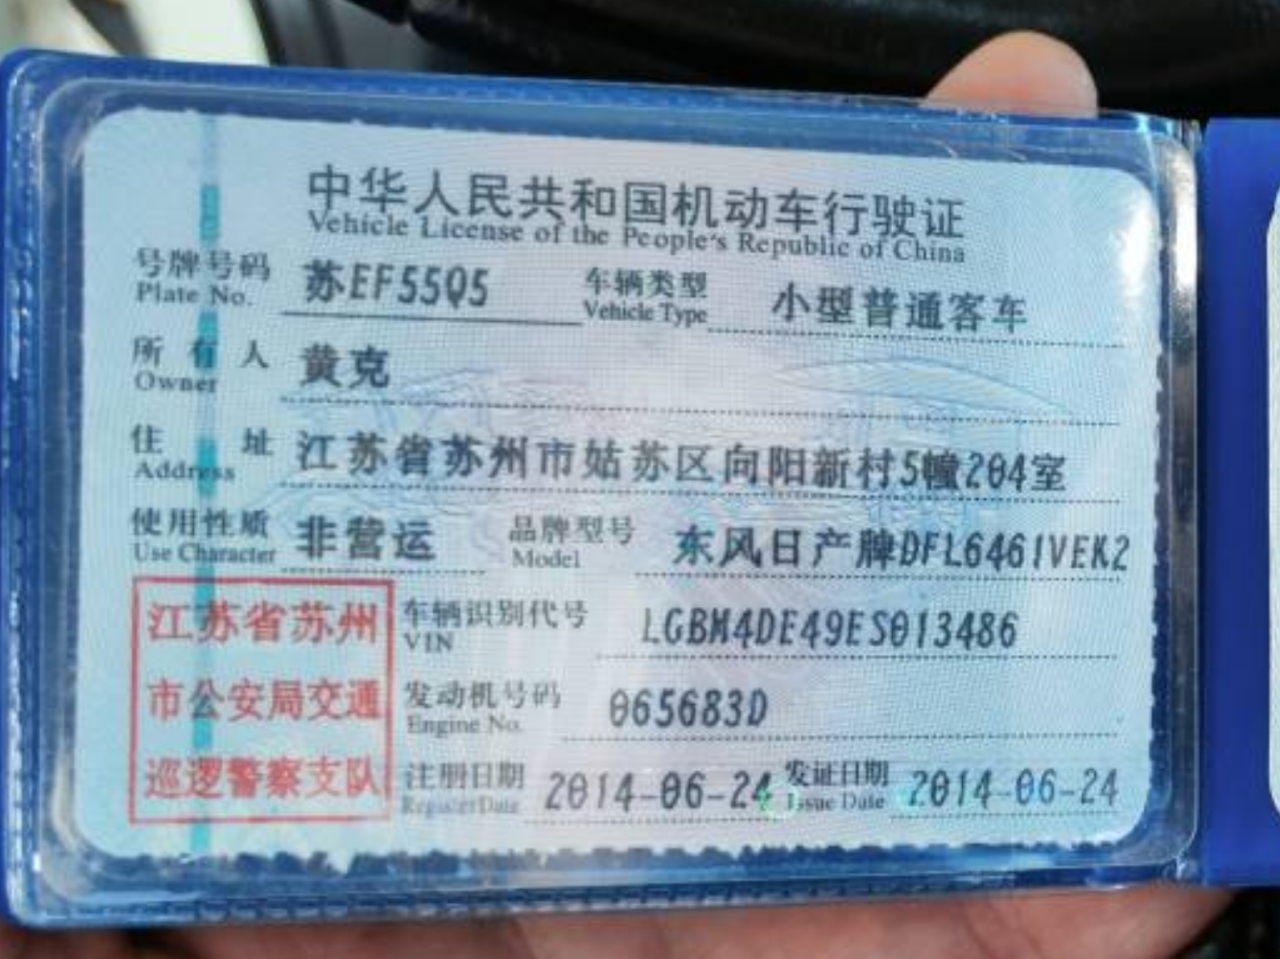 中华人民共和国机动车行驶证
Vehicle License of the People's Republic of China
号牌号码 苏EF55Q5 车辆类型 小型普通客车
Plate No. Vehicle Type
所有人 黄克
Owner
住址 江苏省苏州市姑苏区向阳新村5幢204室
Address
使用性质 非营运 品牌型号 东风日产牌DFL6461VEK2
Use Character Model
江苏省苏州 车辆识别代号 LGBM4DE49ES013486
VIN
市公安局交通 发动机号码 065683D
Engine No.
巡逻警察支队 注册日期 2014-06-24 发证日期 2014-06-24
Register Date Issue Date